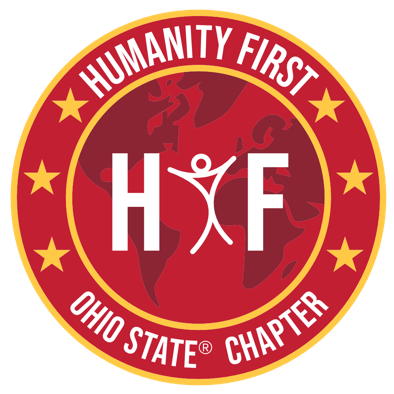 HUMANITY FIRST
H F
OHIO STATE® CHAPTER